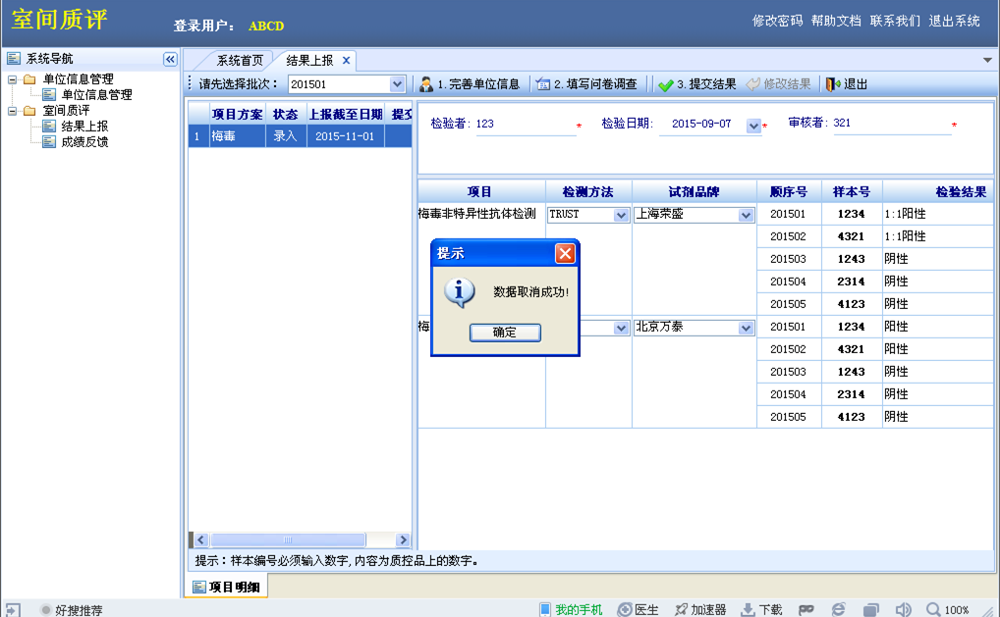 室间质评
登录用户： ABCD
修改密码 帮助文档 联系我们 退出系统
系统导航
单位信息管理
单位信息管理
室间质评
结果上报
成绩反馈
系统首页 结果上报
请先选择批次： 201501 1. 完善单位信息 2. 填写问卷调查 3. 提交结果 修改结果 退出
项目方案 状态 上报截至日期 提交
1 梅毒 录入 2015-11-01
检验者: 123 * 检验日期: 2015-09-07 * 审核者: 321 *
项目 检测方法 试剂品牌 顺序号 样本号 检验结果
梅毒非特异性抗体检测 TRUST 上海荣盛 201501 1234 1:1阳性
201502 4321 1:1阳性
201503 1243 阴性
201504 2314 阴性
201505 4123 阴性
梅 北京万泰 201501 1234 阳性
201502 4321 阳性
201503 1243 阴性
201504 2314 阴性
201505 4123 阴性
提示
数据取消成功!
确定
提示：样本编号必须输入数字,内容为质控品上的数字。
项目明细
好搜推荐 我的手机 医生 加速器 下载 100%